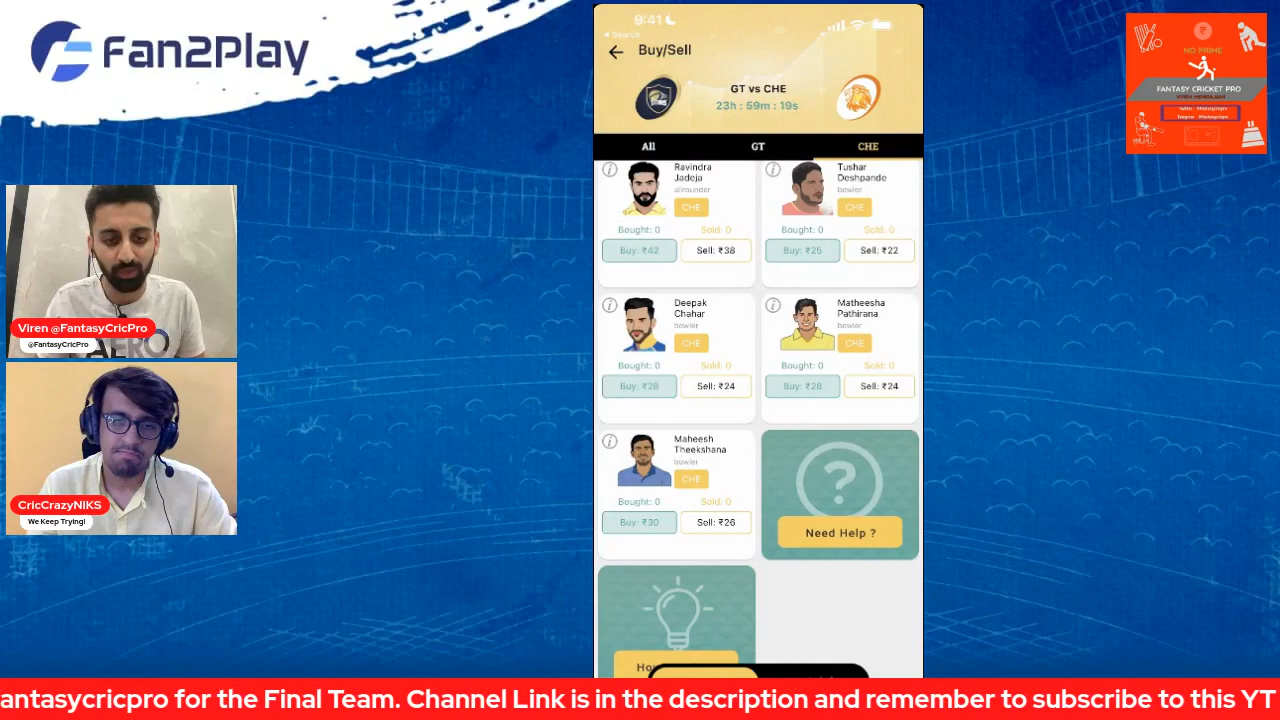 Fan2Play
9:41
Search
Buy/Sell
GT vs CHE
23h : 59m : 19s
All
GT
CHE
Ravindra
Jadeja
allrounder
CHE
Bought: 0
Sold: 0
Buy: ₹42
Sell: ₹38
Tushar
Deshpande
bowler
CHE
Bought: 0
Sold: 0
Buy: ₹25
Sell: ₹22
Deepak
Chahar
bowler
CHE
Bought: 0
Sold: 0
Buy: ₹28
Sell: ₹24
Matheesha
Pathirana
bowler
CHE
Bought: 0
Sold: 0
Buy: ₹28
Sell: ₹24
Maheesh
Theekshana
bowler
CHE
Bought: 0
Sold: 0
Buy: ₹30
Sell: ₹26
Need Help ?
NO PRIME
FANTASY CRICKET PRO
Viren @FantasyCricPro
@FantasyCricPro
AERO
CricCrazyNIKS
We Keep Trying!
antasycricpro for the Final Team. Channel Link is in the description and remember to subscribe to this YT